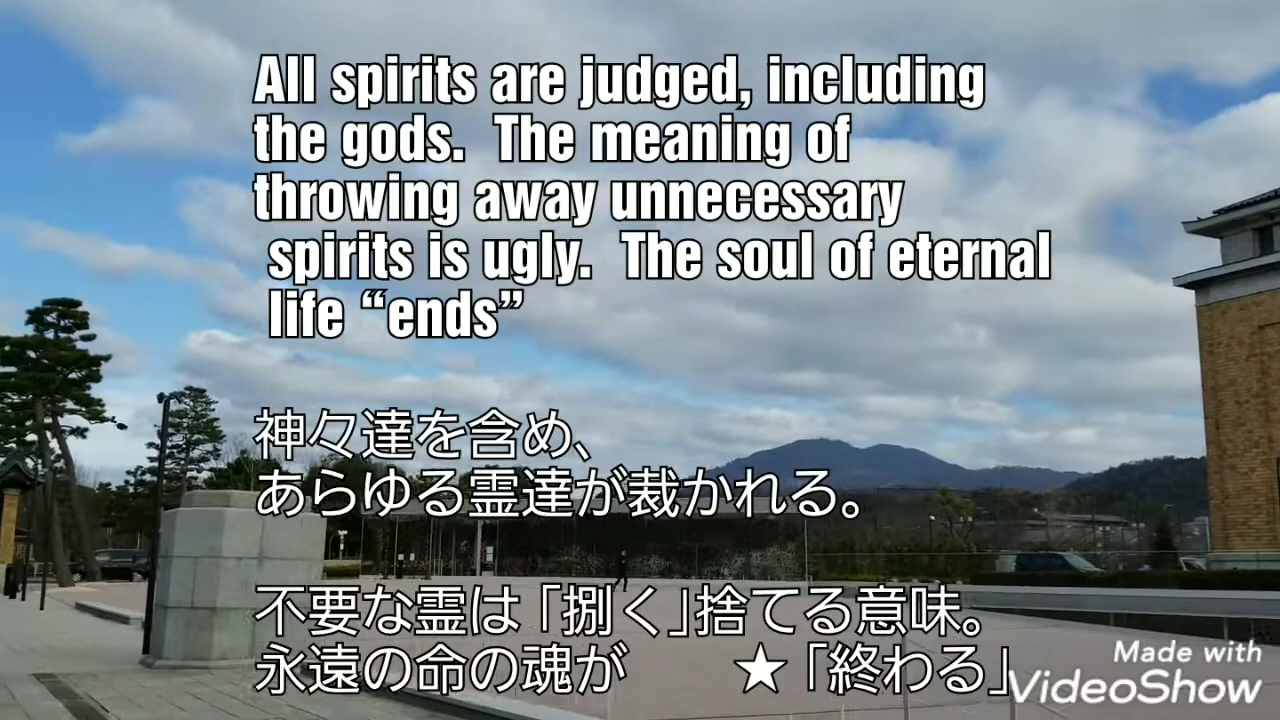 All spirits are judged, including
the gods.  The meaning of
throwing away unnecessary
spirits is ugly.  The soul of eternal
life “ends”
神々達を含め、
あらゆる霊達が裁かれる。
不要な霊は「捌く」捨てる意味。
永遠の命の魂が　　★「終わる」
Made with
VideoShow